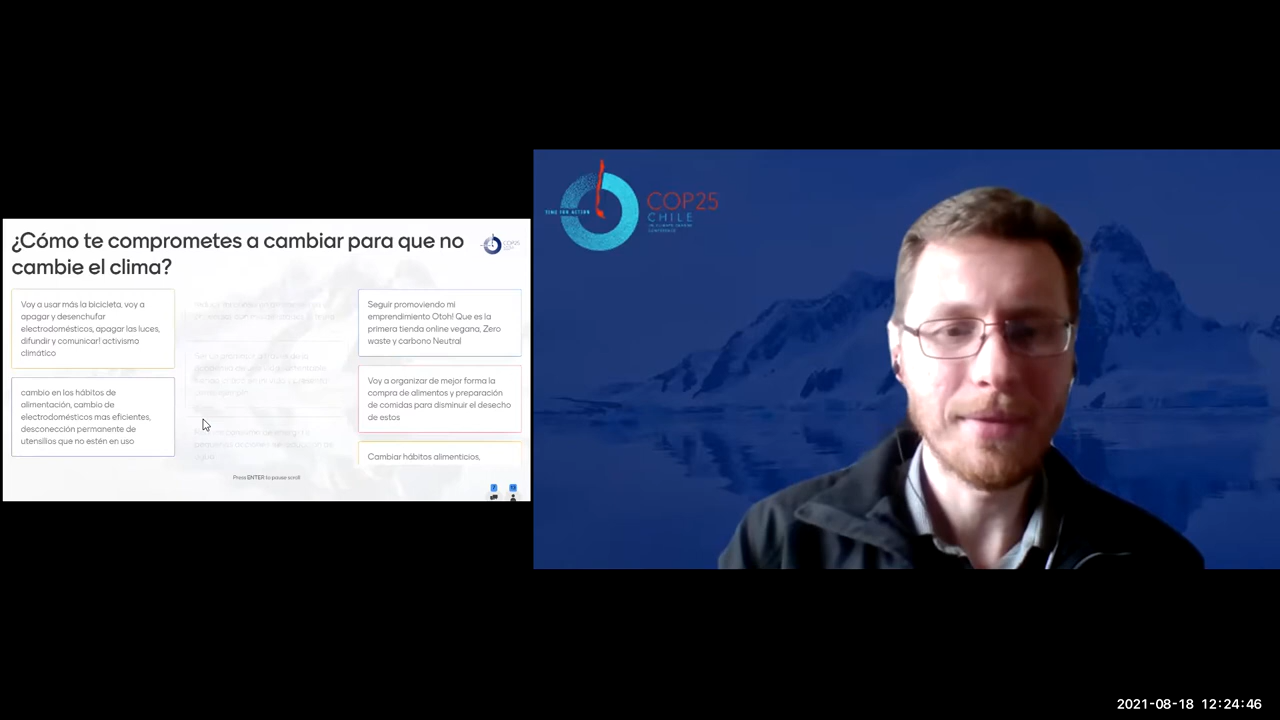 ¿Cómo te comprometes a cambiar para que no
cambie el clima?
Voy a usar más la bicicleta, voy a
apagar y desenchufar
electrodomésticos, apagar las luces,
difundir y comunicar! activismo
climático
cambio en los hábitos de
alimentación, cambio de
electrodomésticos mas eficientes,
desconección permanente de
utensilios que no estén en uso
Seguir promoviendo mi
emprendimiento Otoh! Que es la
primera tienda online vegana, Zero
waste y carbono Neutral
Voy a organizar de mejor forma la
compra de alimentos y preparación
de comidas para disminuir el desecho
de estos
Cambiar hábitos alimenticios,
Press ENTER to pause scroll
TIME FOR ACTION
COP25
CHILE
2021-08-18 12:24:46